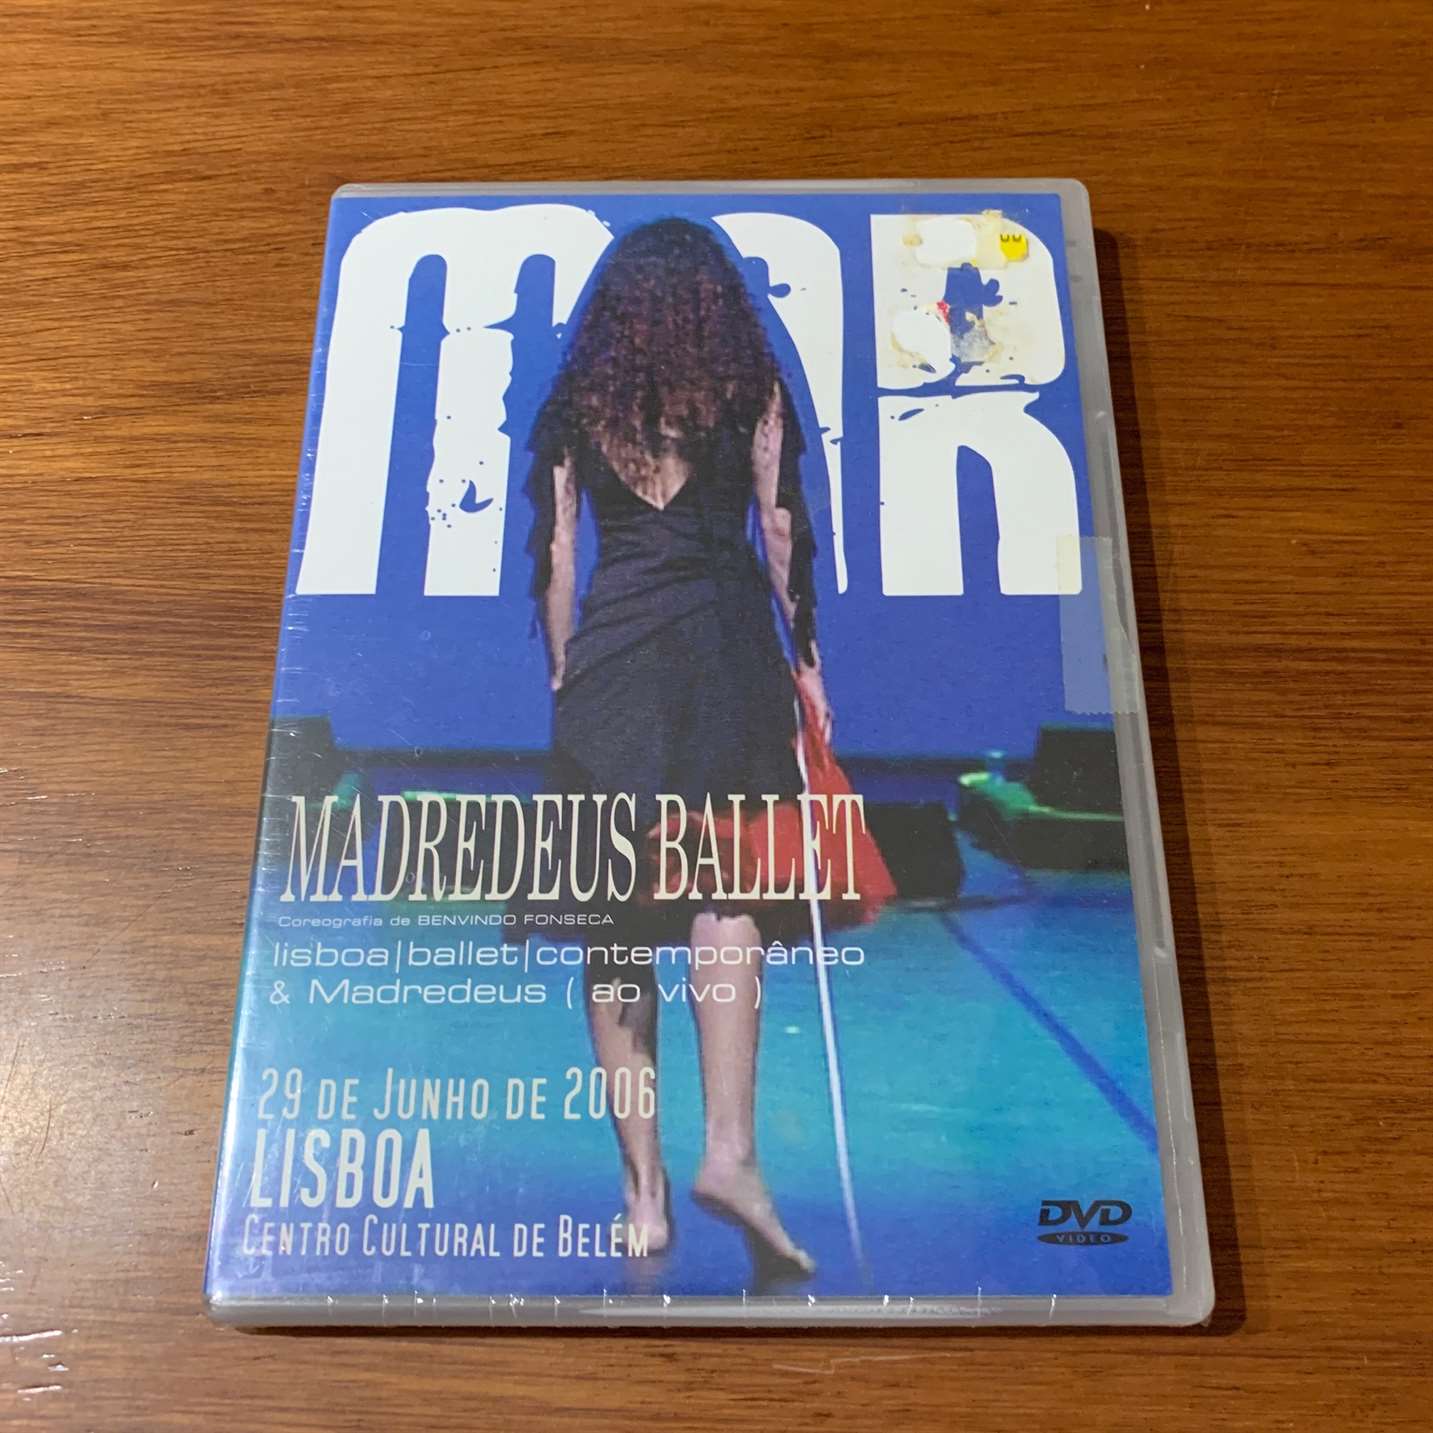 MAR
MADREDEUS BALLET
Coreografia de BENVINDO FONSECA
lisboa|ballet|contemporâneo
& Madredeus ( ao vivo )
29 DE JUNHO DE 2006
LISBOA
CENTRO CULTURAL DE BELÉM
DVD
VIDEO